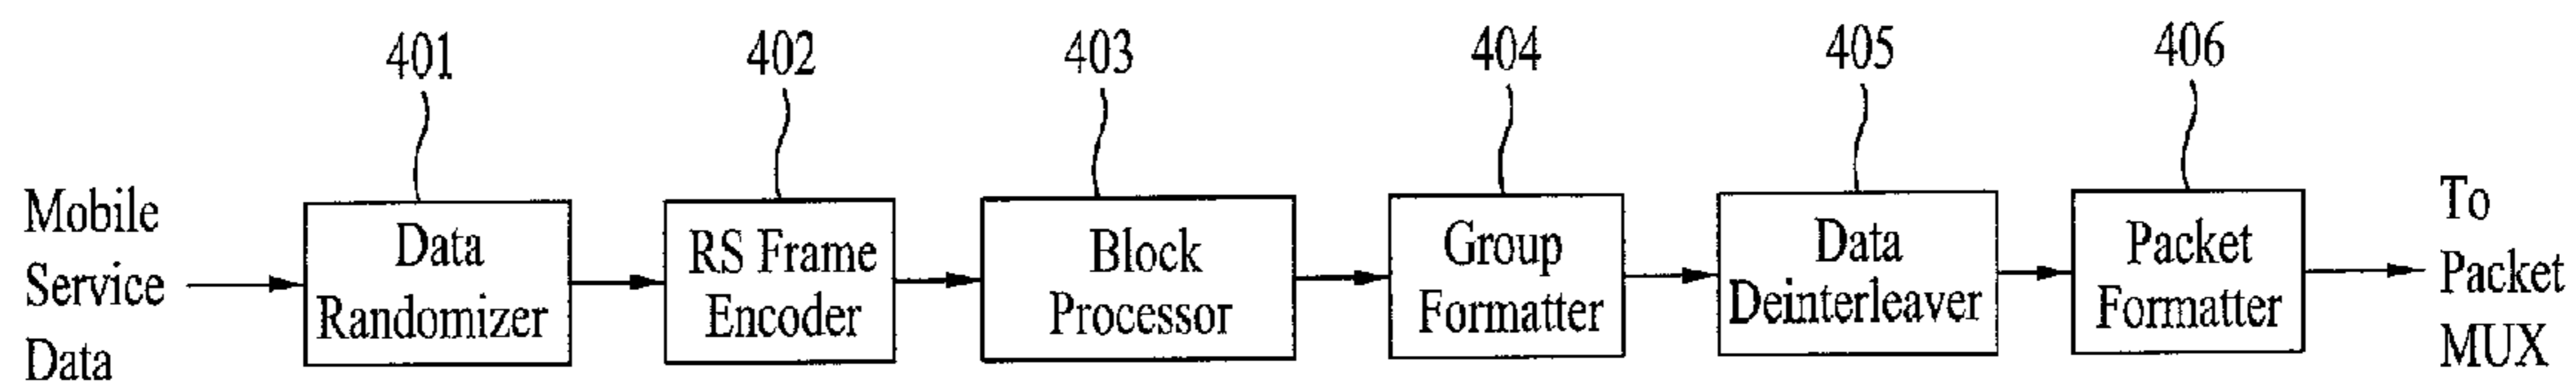 401
402
403
404
405
406
Mobile
Service
Data
Data
Randomizer
RS Frame
Encoder
Block
Processor
Group
Formatter
Data
Deinterleaver
Packet
Formatter
To
Packet
MUX